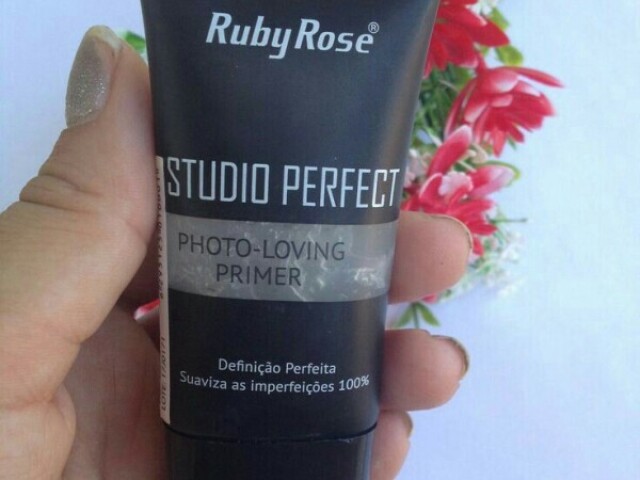 Ruby Rose®
STUDIO PERFECT
PHOTO-LOVING
PRIMER
Definição Perfeita
Suaviza as imperfeições 100%